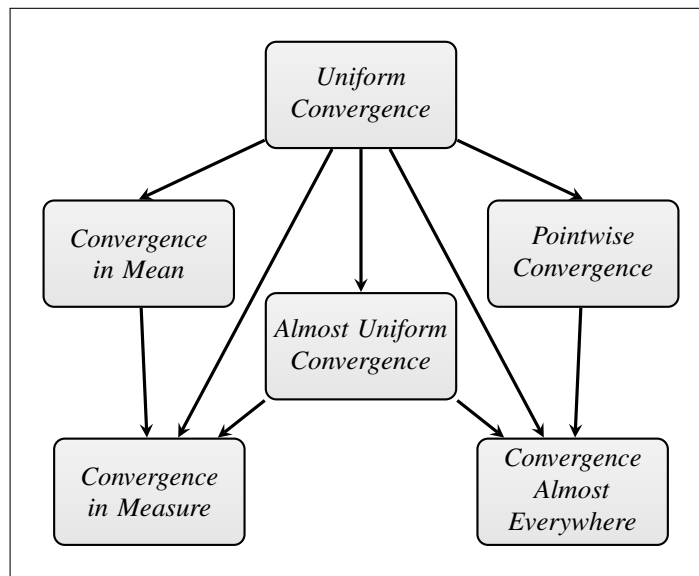 Uniform
Convergence
Convergence
in Mean
Pointwise
Convergence
Almost Uniform
Convergence
Convergence
in Measure
Convergence
Almost
Everywhere